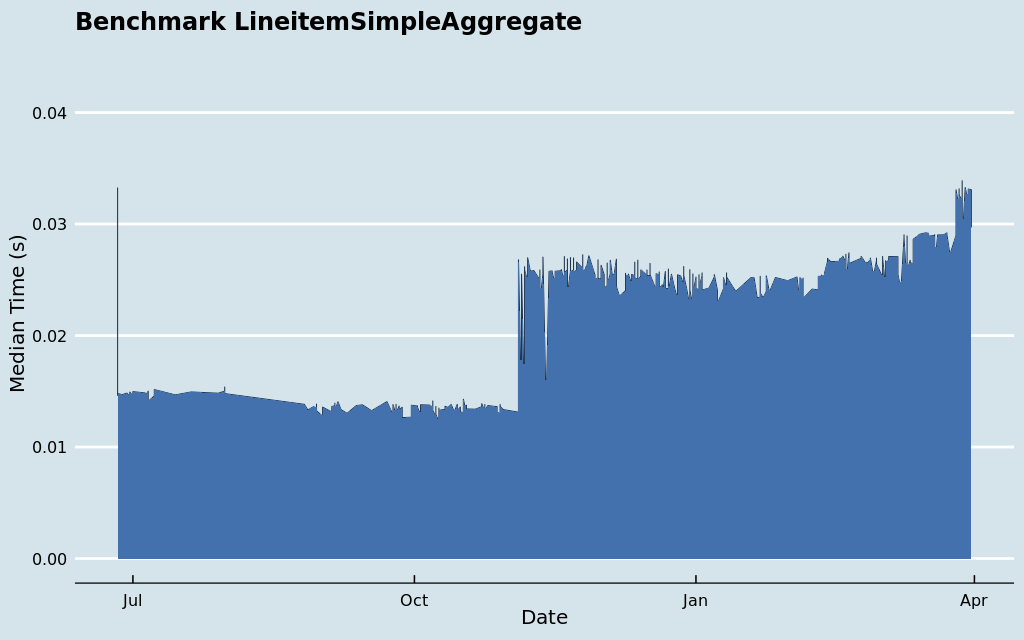 Benchmark LineitemSimpleAggregate
Median Time (s)
0.04
0.03
0.02
0.01
0.00
Jul
Oct
Jan
Apr
Date